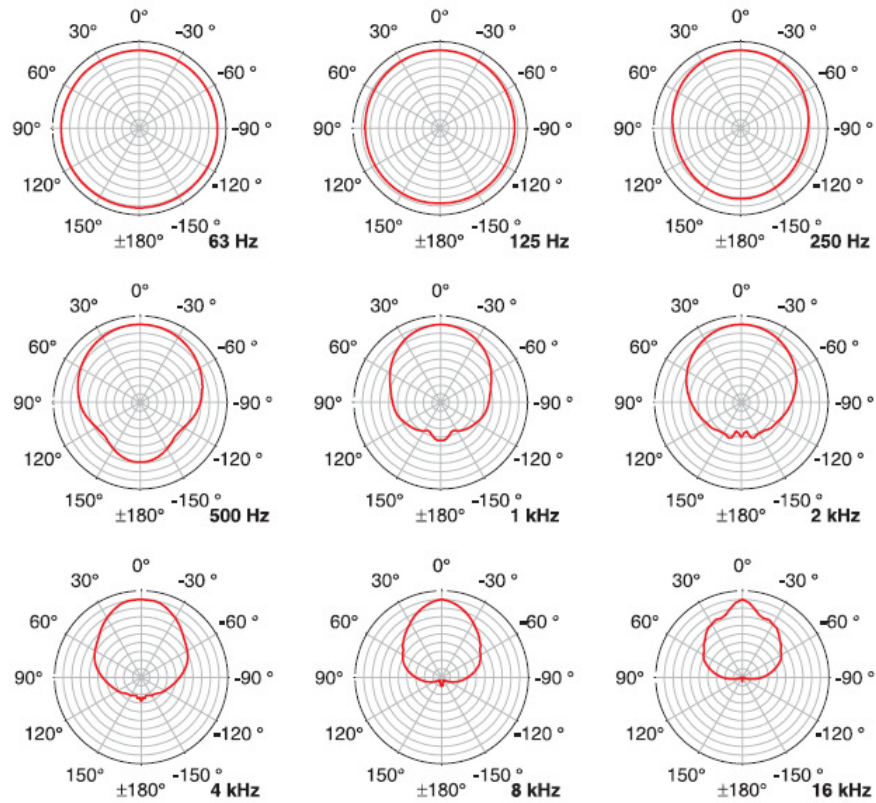 0° 0° 0°
30° -30 ° 30° -30 ° 30° -30 °
60° -60 ° 60° -60 ° 60° -60 °
90° -90 ° 90° -90 ° 90° -90 °
120° -120 ° 120° -120 ° 120° -120 °
150° -150 ° 150° -150 ° 150° -150 °
±180° 63 Hz ±180° 125 Hz ±180° 250 Hz
0° 0° 0°
30° -30 ° 30° -30 ° 30° -30 °
60° -60 ° 60° -60 ° 60° -60 °
90° -90 ° 90° -90 ° 90° -90 °
120° -120 ° 120° -120 ° 120° -120 °
150° -150 ° 150° -150 ° 150° -150 °
±180° 500 Hz ±180° 1 kHz ±180° 2 kHz
0° 0° 0°
30° -30 ° 30° -30 ° 30° -30 °
60° -60 ° 60° -60 ° 60° -60 °
90° -90 ° 90° -90 ° 90° -90 °
120° -120 ° 120° -120 ° 120° -120 °
150° -150 ° 150° -150 ° 150° -150 °
±180° 4 kHz ±180° 8 kHz ±180° 16 kHz